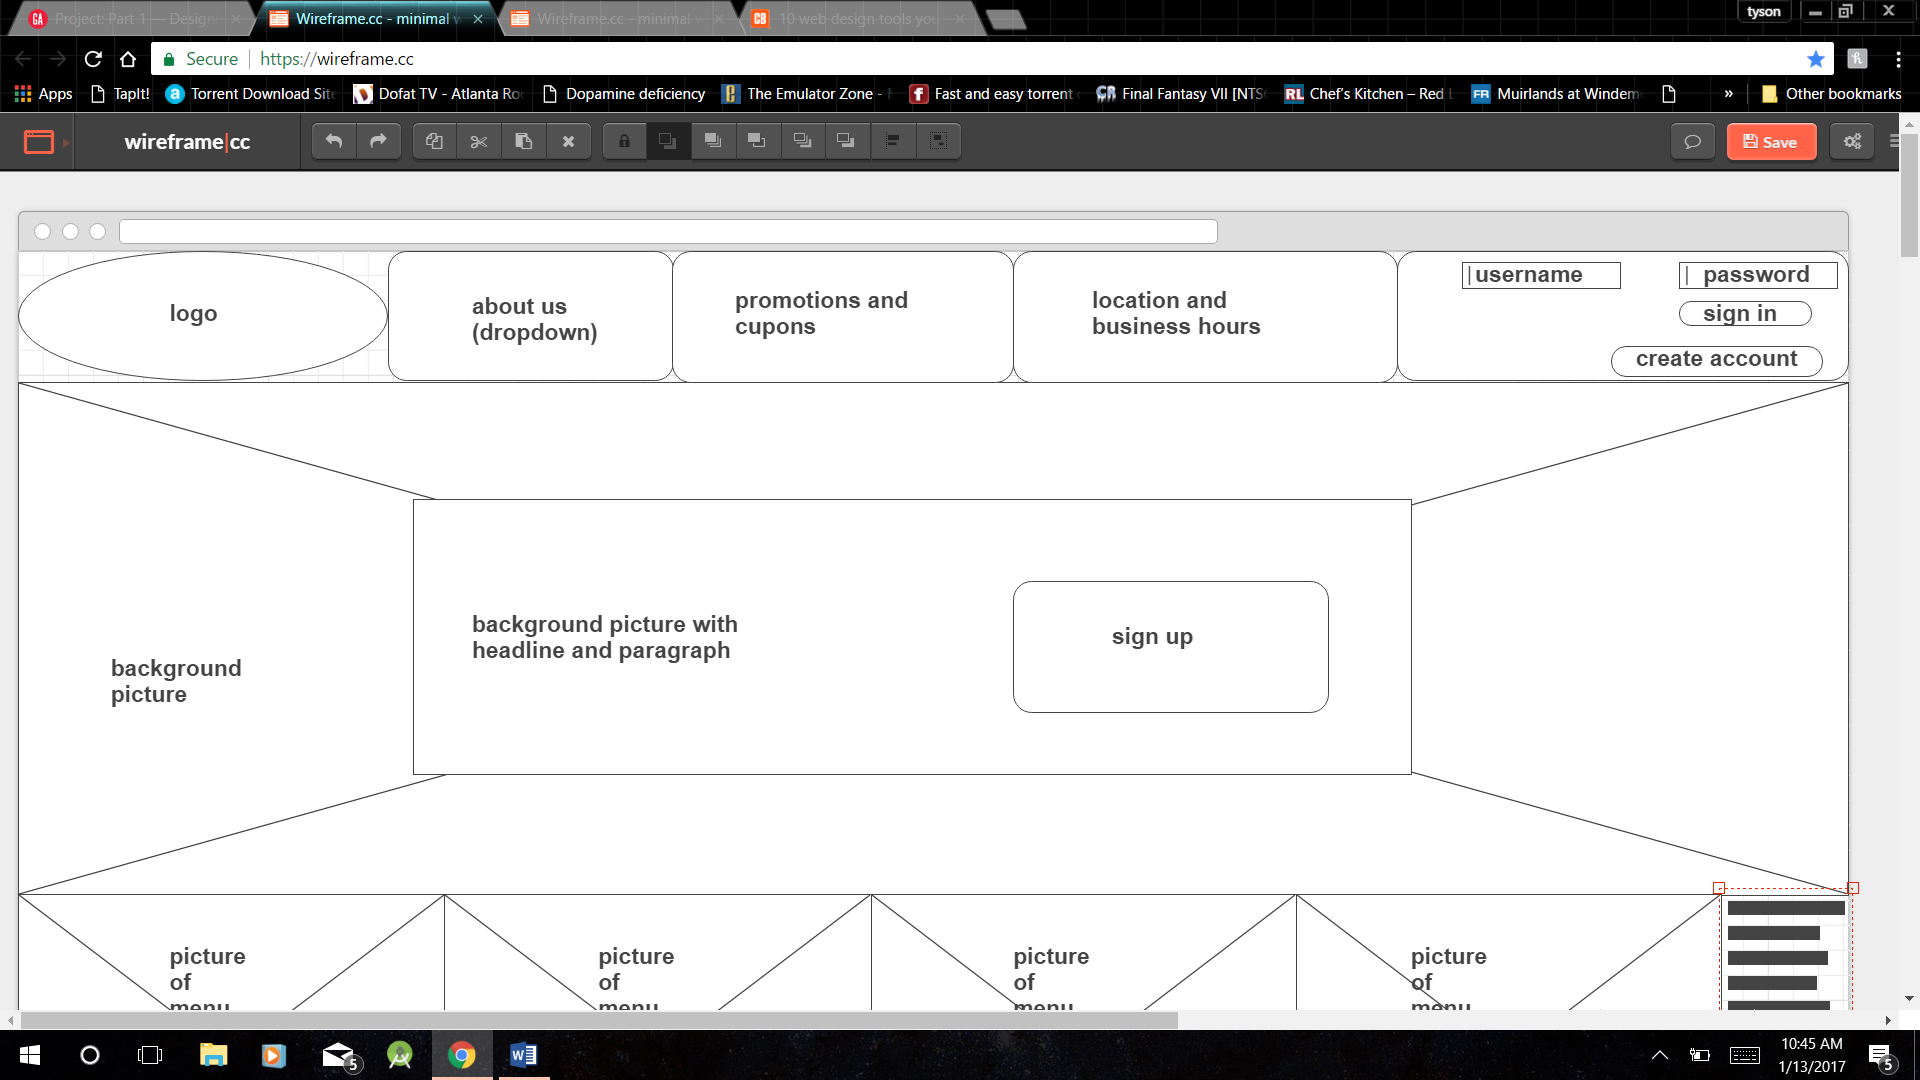 Project: Part 1 — Design
Wireframe.cc - minimal w
Wireframe.cc - minimal w
10 web design tools you
tyson
Secure
https://wireframe.cc
Apps
TapIt!
Torrent Download Site
Dofat TV - Atlanta Ro
Dopamine deficiency
The Emulator Zone -
Fast and easy torrent
Final Fantasy VII [NTSC
Chef's Kitchen – Red L
Muirlands at Windem
»
Other bookmarks
wireframe|cc
Save
logo
about us
(dropdown)
promotions and
cupons
location and
business hours
username
password
sign in
create account
background picture with
headline and paragraph
sign up
background
picture
picture
of
menu
picture
of
menu
picture
of
menu
picture
of
menu
5
10:45 AM
1/13/2017
5